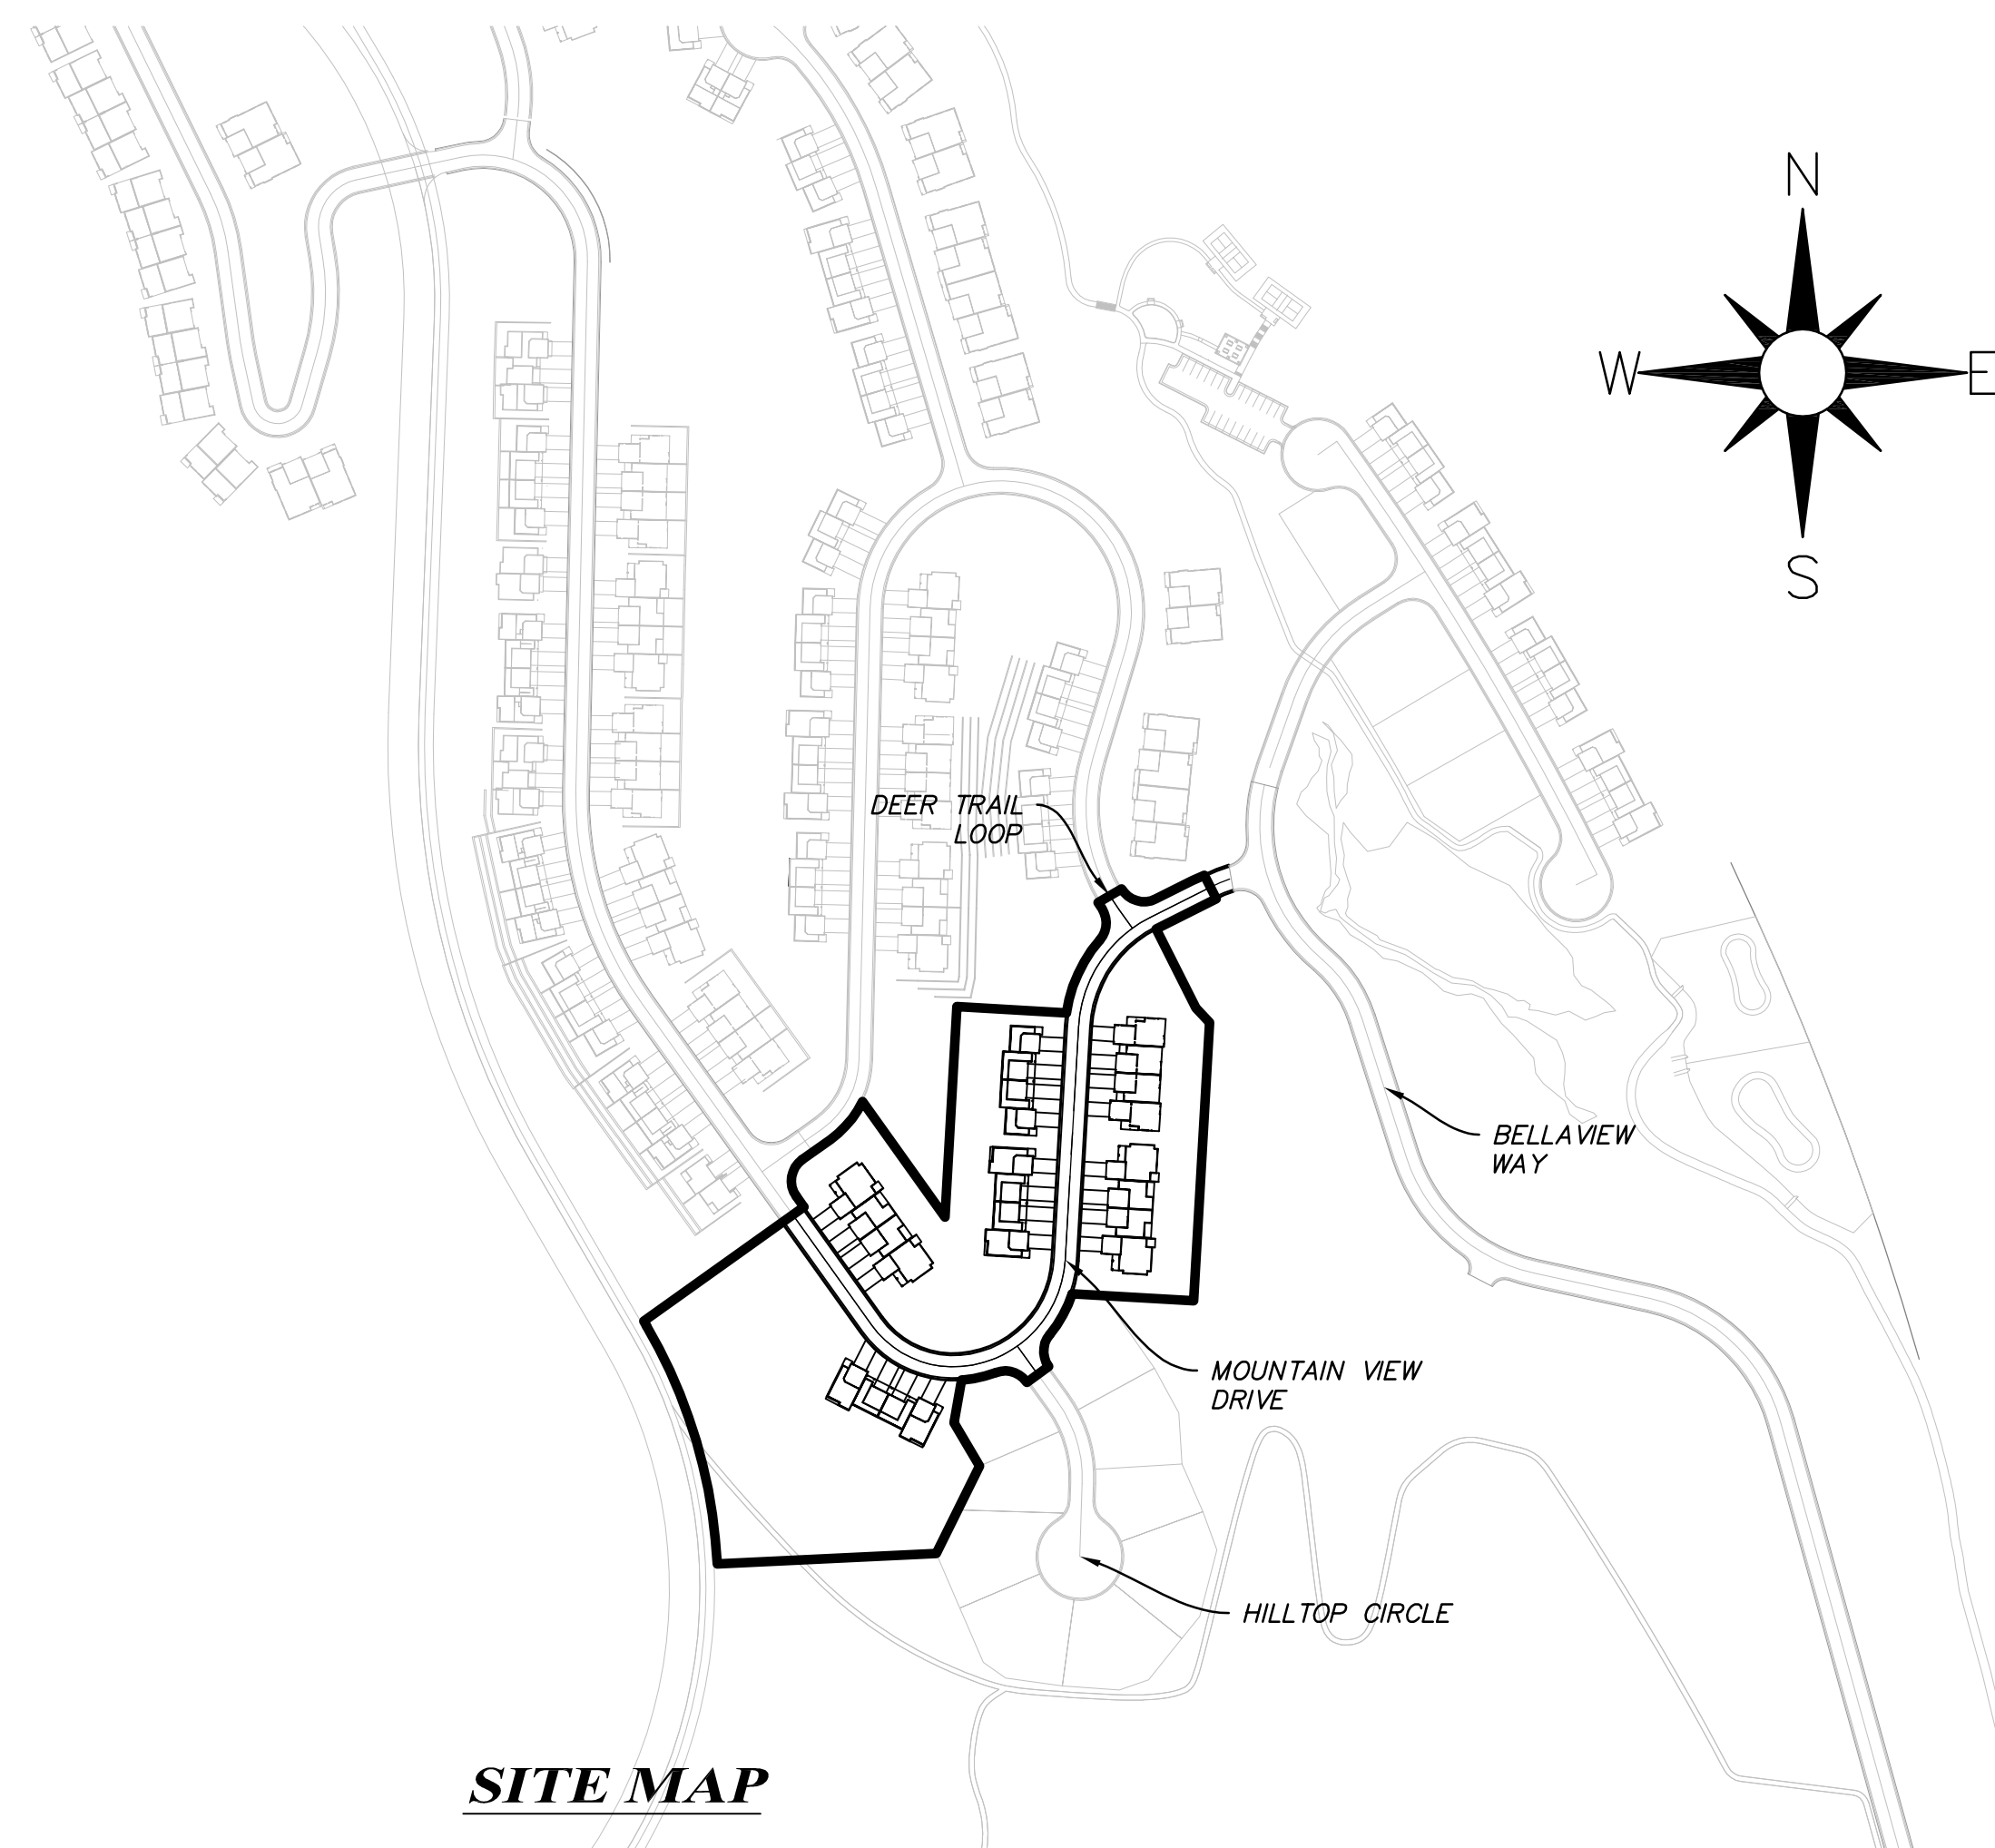 N
W
E
S
DEER TRAIL
LOOP
BELLAVIEW
WAY
MOUNTAIN VIEW
DRIVE
HILLTOP CIRCLE
SITE MAP